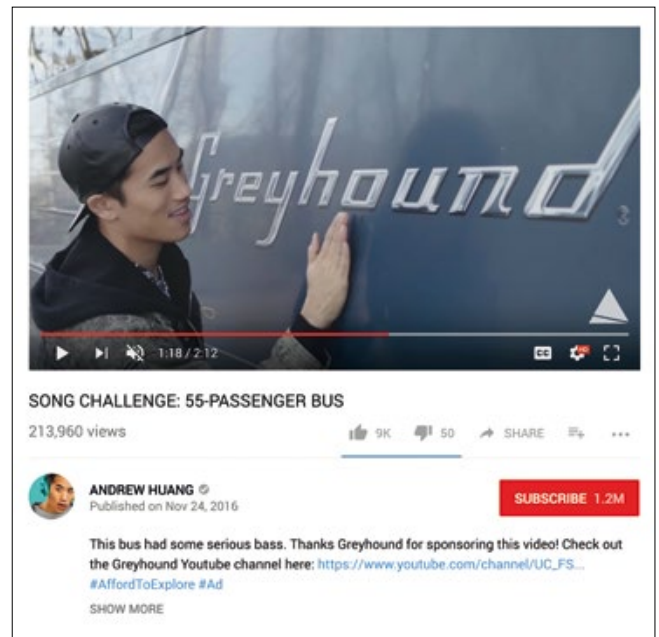 Greyhound
1:18 / 2:12
CC
HD
SONG CHALLENGE: 55-PASSENGER BUS
213,960 views
9K
50
SHARE
ANDREW HUANG
Published on Nov 24, 2016
SUBSCRIBE 1.2M
This bus had some serious bass. Thanks Greyhound for sponsoring this video! Check out
the Greyhound Youtube channel here: https://www.youtube.com/channel/UC_FS...
#AffordToExplore #Ad
SHOW MORE